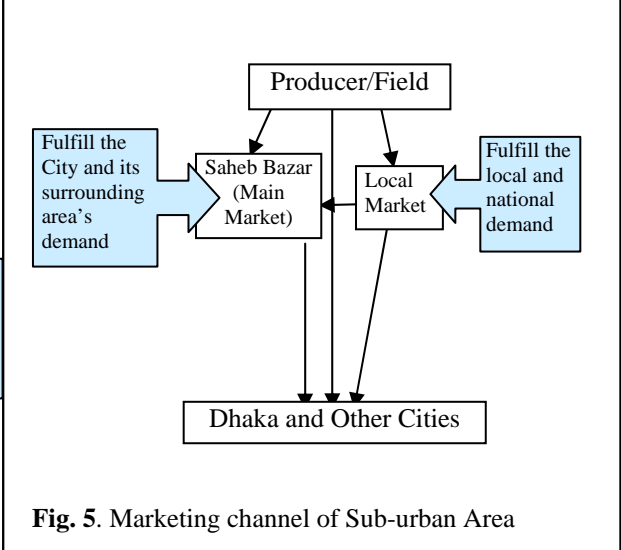 Producer/Field
Fulfill the
City and its
surrounding
area's
demand
Saheb Bazar
(Main
Market)
Local
Market
Fulfill the
local and
national
demand
Dhaka and Other Cities
Fig. 5. Marketing channel of Sub-urban Area